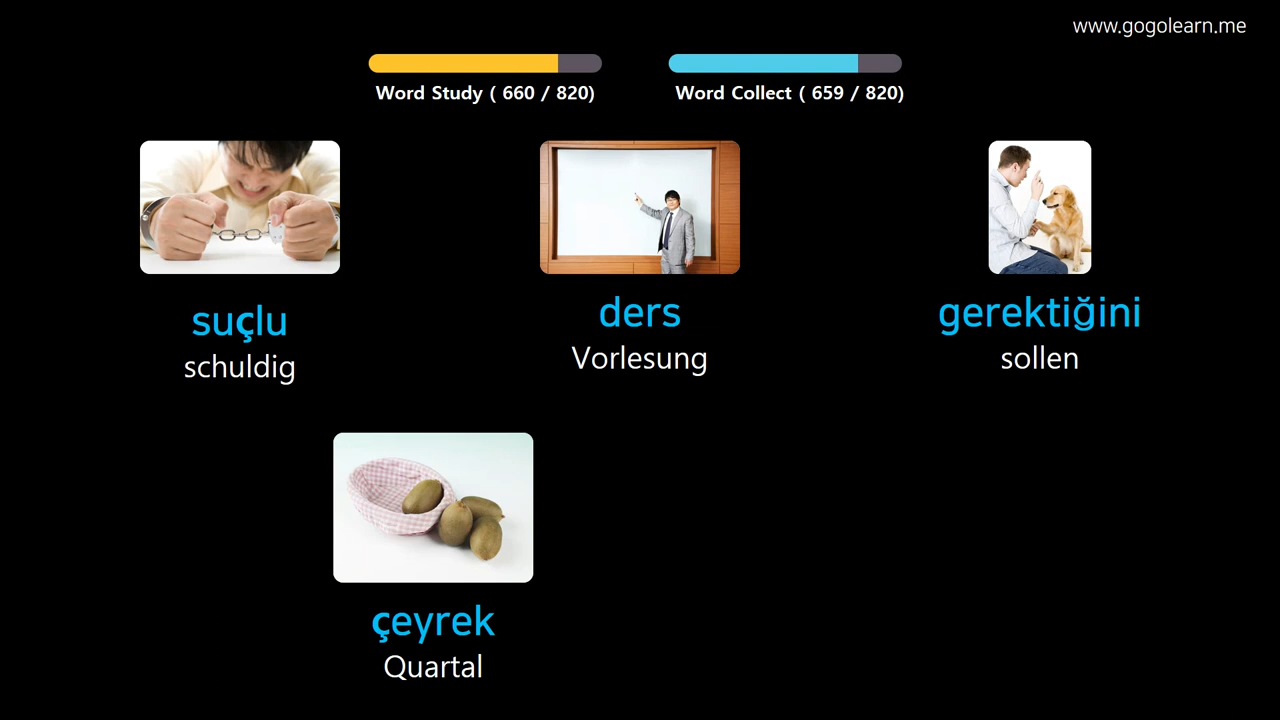 www.gogolearn.me
Word Study ( 660 / 820)
Word Collect ( 659 / 820)
suçlu
schuldig
ders
Vorlesung
gerektiğini
sollen
çeyrek
Quartal